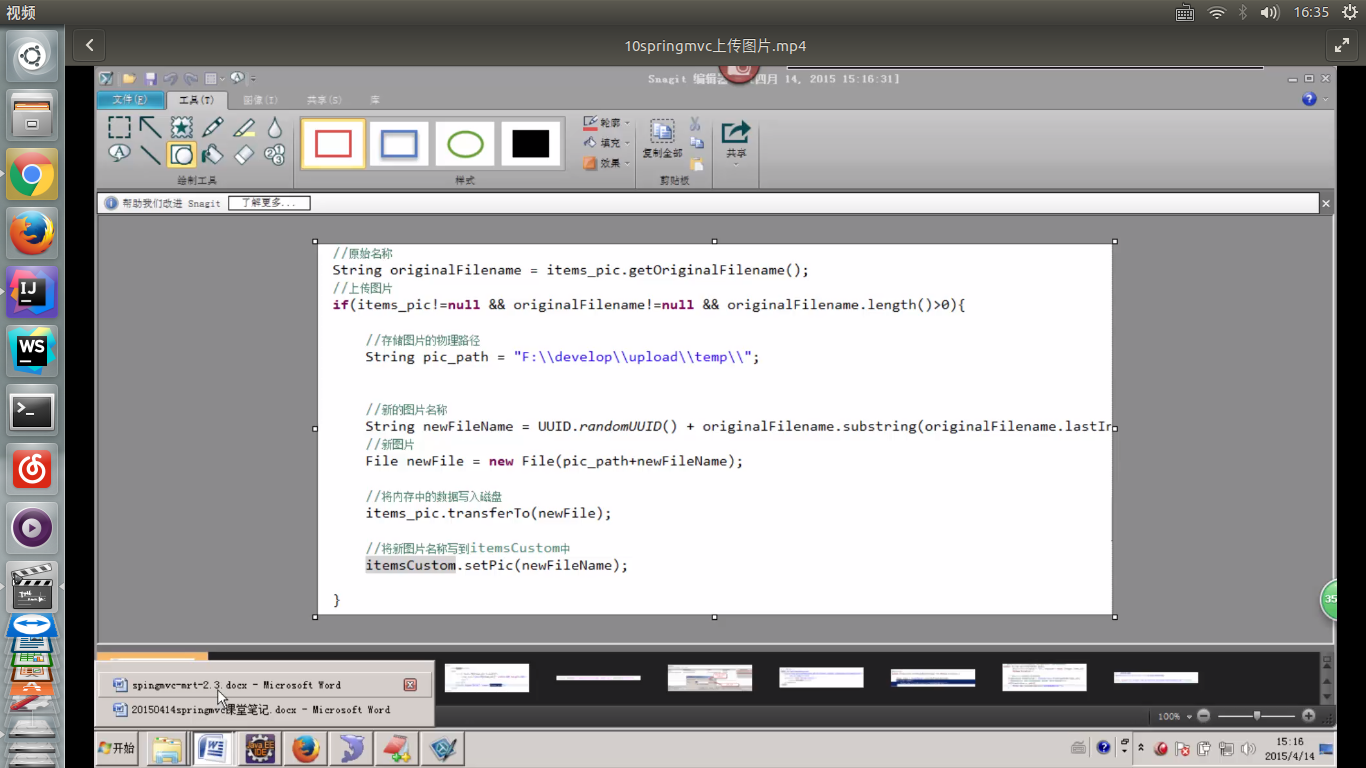 视频
16:35
10springmvc上传图片.mp4
Snagit 编辑
四月 14, 2015 15:16:31]
文件(F)
工具(T)
图像(I)
共享(S)
库
轮廓
填充
效果
复制全部
共享
绘制工具
样式
剪贴板
帮助我们改进 Snagit
了解更多...
//原始名称
String originalFilename = items_pic.getOriginalFilename();
//上传图片
if(items_pic!=null && originalFilename!=null && originalFilename.length()>0){
//存储图片的物理路径
String pic_path = "F:\\develop\\upload\\temp\\";
//新的图片名称
String newFileName = UUID.randomUUID() + originalFilename.substring(originalFilename.lastIn
//新图片
File newFile = new File(pic_path+newFileName);
//将内存中的数据写入磁盘
items_pic.transferTo(newFile);
//将新图片名称写到itemsCustom中
itemsCustom.setPic(newFileName);
}
35
spingmvc-mrt-2.3.docx - Microsoft Word
20150414springmvc课堂笔记.docx - Microsoft Word
100%
开始
15:16
2015/4/14
IJ
WS
Java EE
IDE